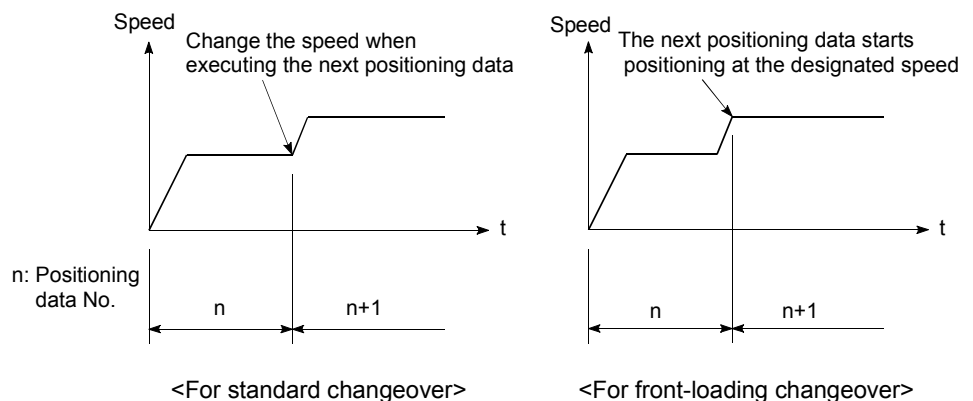 Speed
Change the speed when
executing the next positioning data
t
n: Positioning
data No.
n
n+1
<For standard changeover>
Speed
The next positioning data starts
positioning at the designated speed
t
n
n+1
<For front-loading changeover>